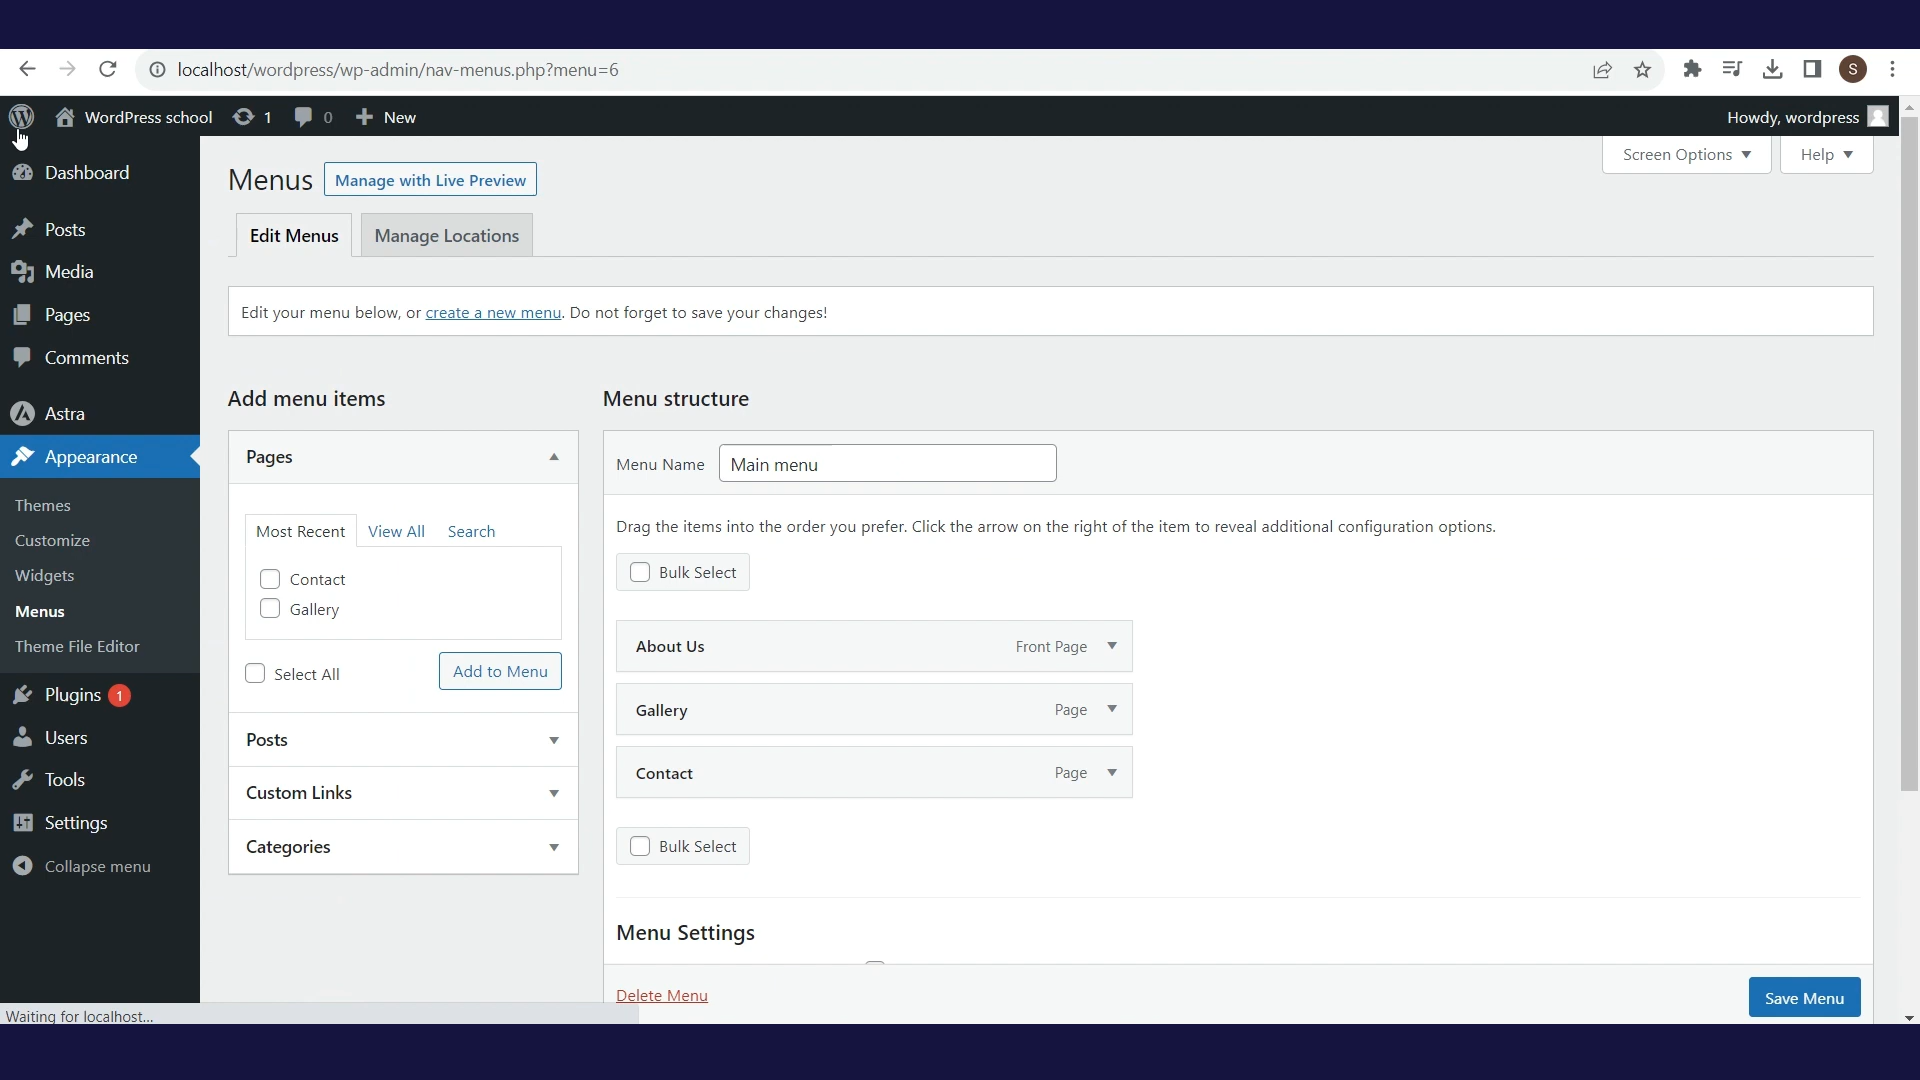 localhost/wordpress/wp-admin/nav-menus.php?menu=6
S
WordPress school
1
0
New
Howdy, wordpress
Dashboard
Posts
Media
Pages
Comments
Astra
Appearance
Themes
Customize
Widgets
Menus
Theme File Editor
Plugins 1
Users
Tools
Settings
Collapse menu
Menus
Manage with Live Preview
Screen Options
Help
Edit Menus
Manage Locations
Edit your menu below, or create a new menu. Do not forget to save your changes!
Add menu items
Pages
Most Recent View All Search
Contact
Gallery
Select All
Add to Menu
Posts
Custom Links
Categories
Menu structure
Menu Name Main menu
Drag the items into the order you prefer. Click the arrow on the right of the item to reveal additional configuration options.
Bulk Select
About Us Front Page
Gallery Page
Contact Page
Bulk Select
Menu Settings
Delete Menu
Save Menu
Waiting for localhost...